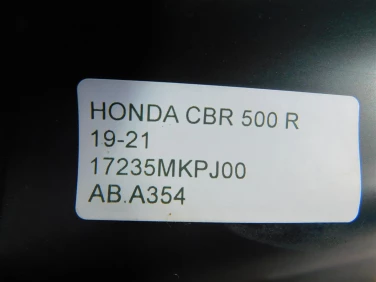 HONDA CBR 500 R
19-21
17235MKPJ00
AB.A354